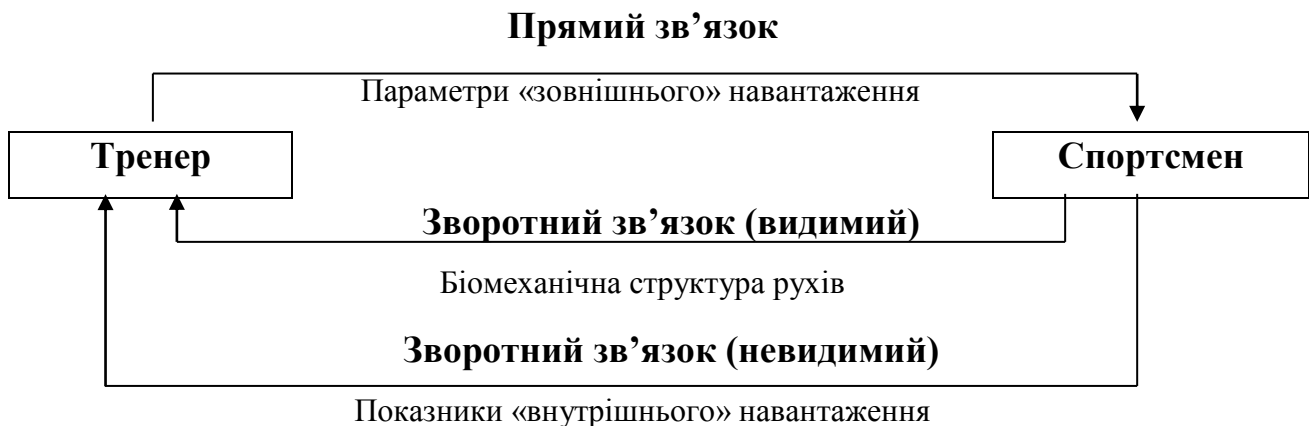 Прямий зв’язок
Параметри «зовнішнього» навантаження
Тренер
Спортсмен
Зворотний зв’язок (видимий)
Біомеханічна структура рухів
Зворотний зв’язок (невидимий)
Показники «внутрішнього» навантаження